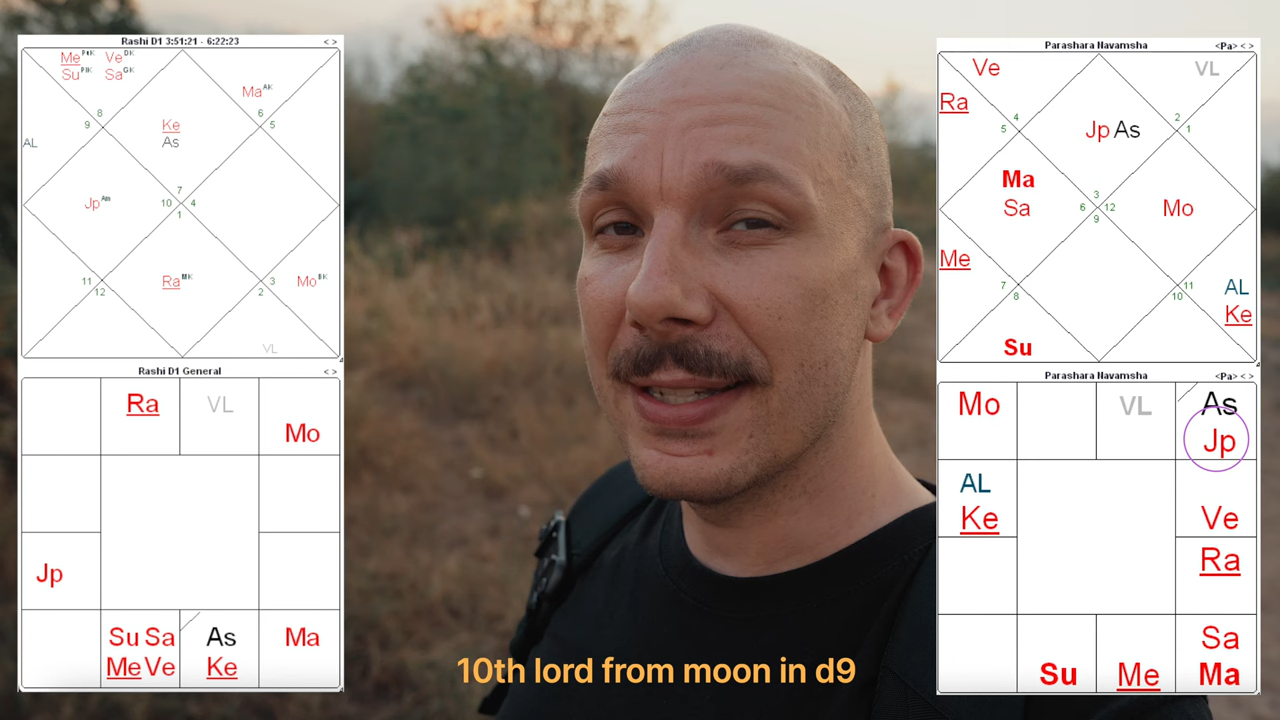 Rashi D1 3:51:21 - 6:22:23 < >
Me PiK Ve DK
Su PK Sa GK
Ma AK
8
9
6
5
Ke
As
AL
7
Jp AmK
10 4
1
11
12
Ra MK
3
2
Mo BK
VL
Rashi D1 General < >
Ra VL
Mo
Jp
Su Sa As Ma
Me Ve Ke
Parashara Navamsha <Pa> < >
Ve VL
Ra
4
5
2
1
Jp As
Ma
Sa
3
6 12
9
Mo
Me
7
8
11
10
AL
Ke
Su
Parashara Navamsha <Pa> < >
Mo VL As
Jp
AL
Ke Ve
Ra
Sa
Su Me Ma
10th lord from moon in d9